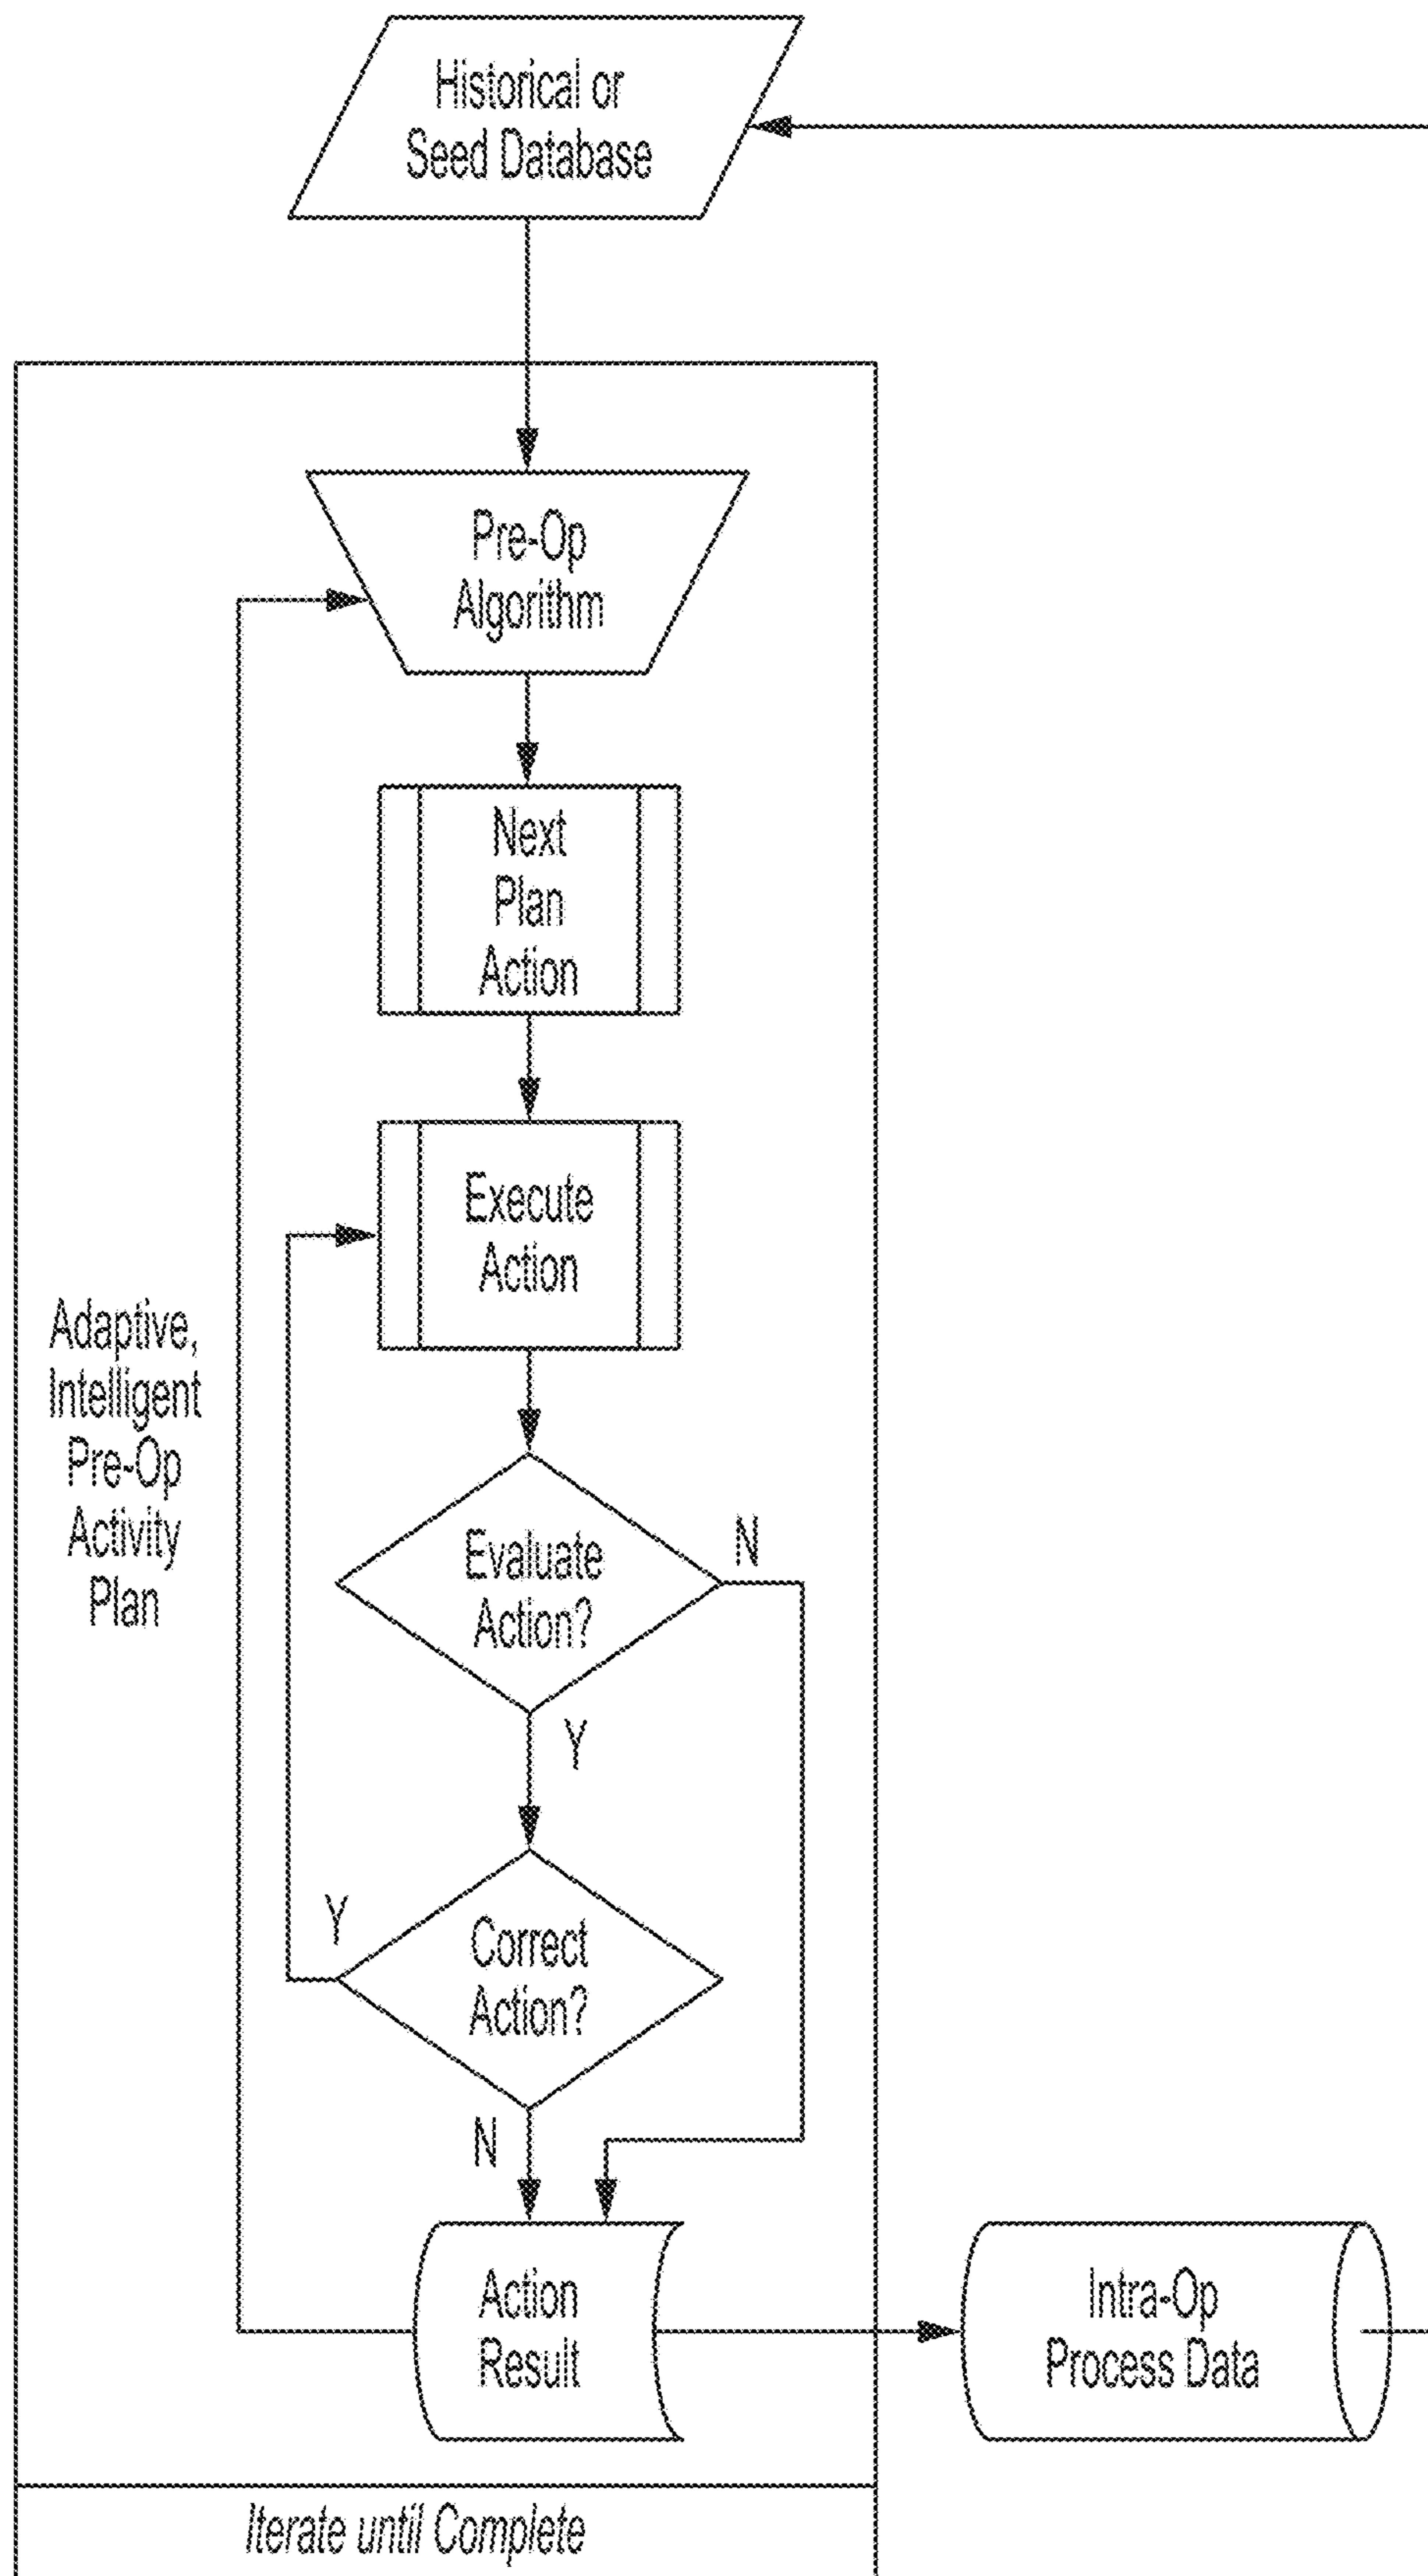 Historical or
Seed Database
Pre-Op
Algorithm
Next
Plan
Action
Execute
Action
Adaptive,
Intelligent
Pre-Op
Activity
Plan
Evaluate
Action?
N
Y
Y
Correct
Action?
N
Action
Result
Intra-Op
Process Data
Iterate until Complete